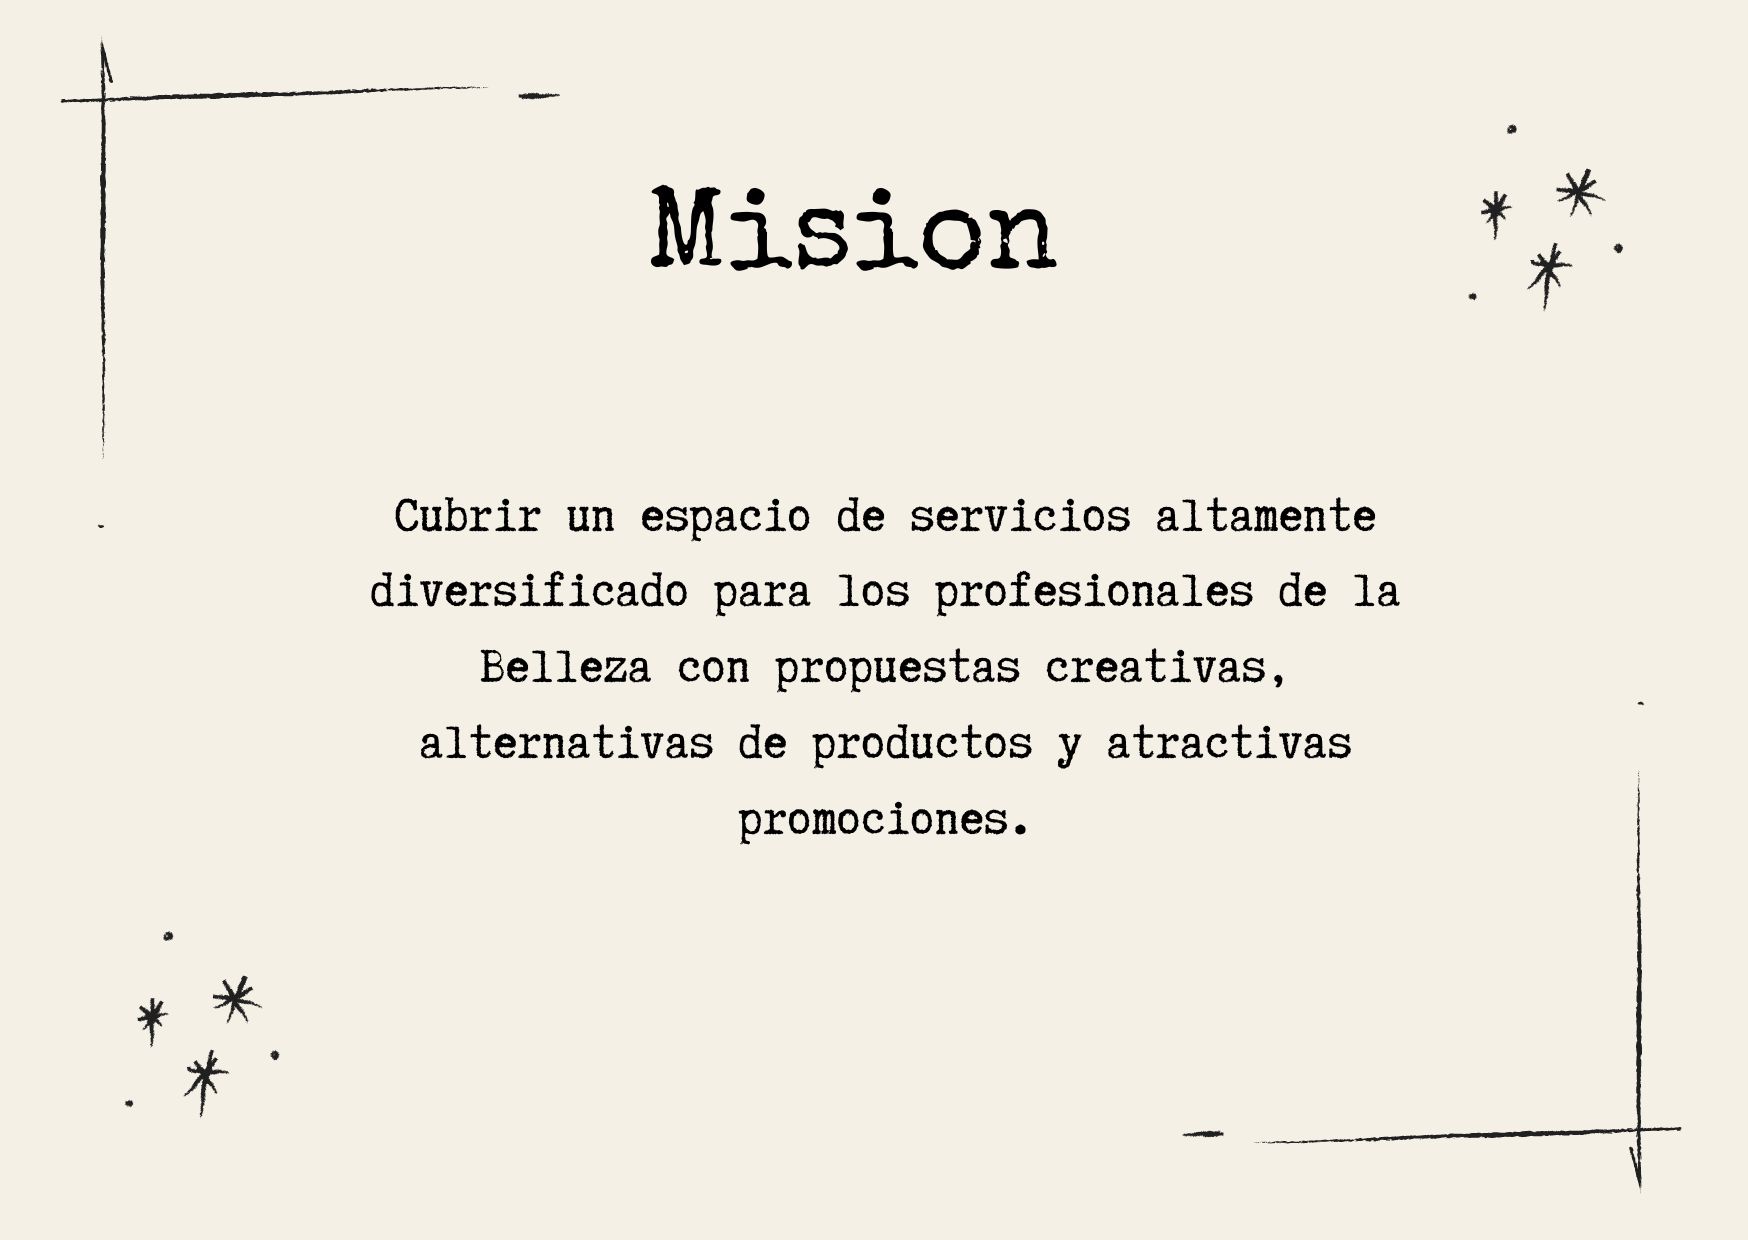 Mision
Cubrir un espacio de servicios altamente
diversificado para los profesionales de la
Belleza con propuestas creativas,
alternativas de productos y atractivas
promociones.